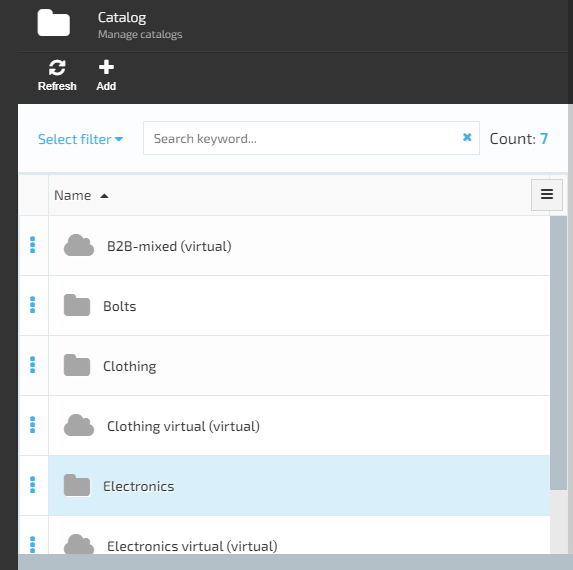 Catalog
Manage catalogs
Refresh Add
Select filter Search keyword... Count: 7
Name
B2B-mixed (virtual)
Bolts
Clothing
Clothing virtual (virtual)
Electronics
Electronics virtual (virtual)